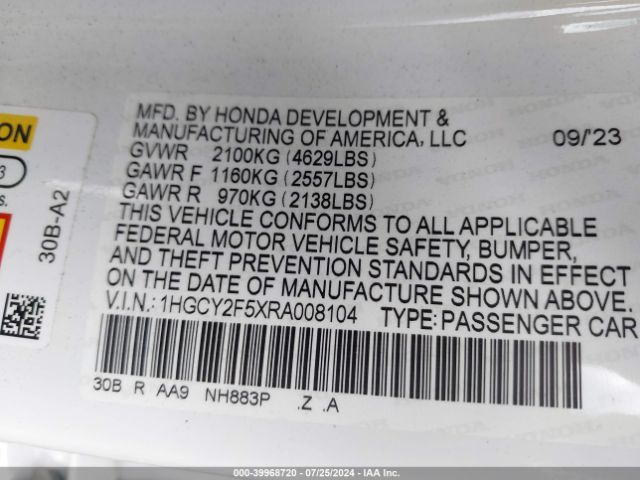 ON
3
s.
30B-A2
MFD. BY HONDA DEVELOPMENT &
MANUFACTURING OF AMERICA, LLC 09/'23
GVWR 2100KG (4629LBS)
GAWR F 1160KG (2557LBS)
GAWR R 970KG (2138LBS)
THIS VEHICLE CONFORMS TO ALL APPLICABLE
FEDERAL MOTOR VEHICLE SAFETY, BUMPER,
AND THEFT PREVENTION STANDARDS IN EFFECT
ON THE DATE OF MANUFACTURE SHOWN ABOVE.
V.I.N.: 1HGCY2F5XRA008104 TYPE: PASSENGER CAR
30B R AA9 NH883P .Z .A
000-39968720 - 07/25/2024 - IAA Inc.